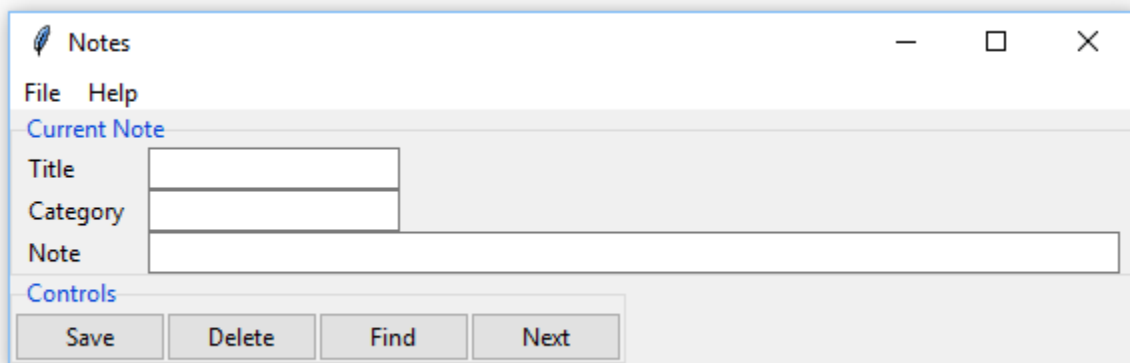 Notes
File Help
Current Note
Title
Category
Note
Controls
Save Delete Find Next